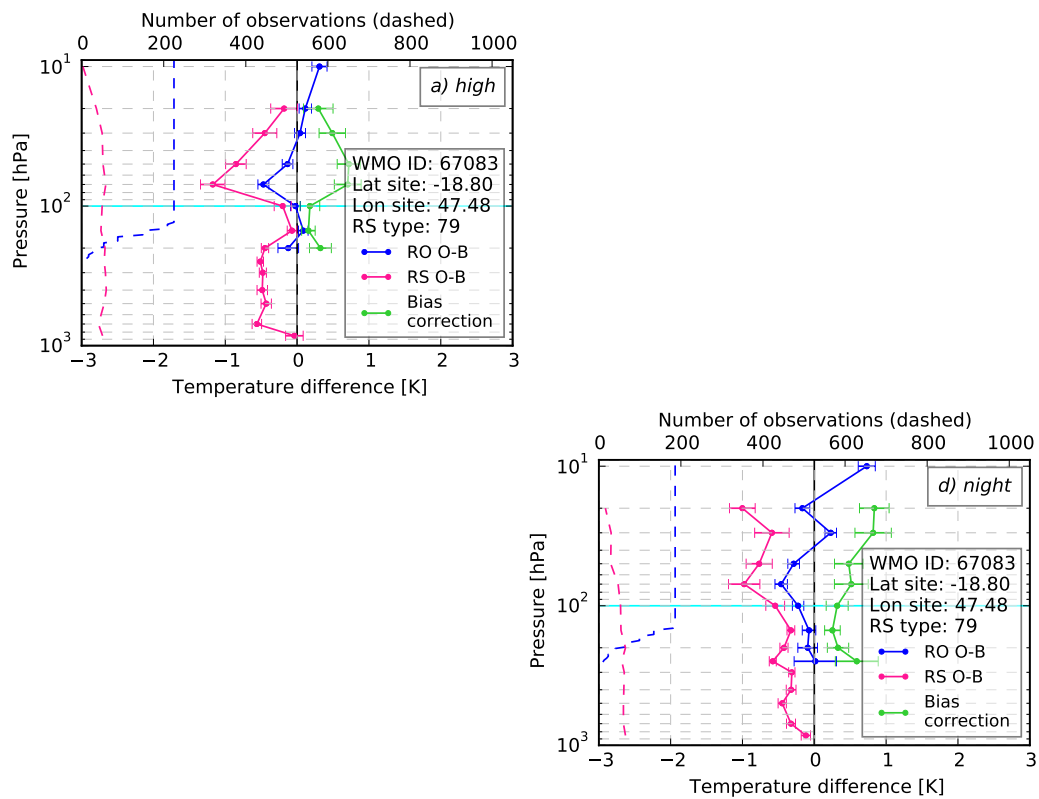 Number of observations (dashed)
0 200 400 600 800 1000
a) high
Pressure [hPa]
10¹
10²
10³
WMO ID: 67083
Lat site: -18.80
Lon site: 47.48
RS type: 79
RO O-B
RS O-B
Bias
correction
−3 −2 −1 0 1 2 3
Temperature difference [K]
Number of observations (dashed)
0 200 400 600 800 1000
d) night
Pressure [hPa]
10¹
10²
10³
WMO ID: 67083
Lat site: -18.80
Lon site: 47.48
RS type: 79
RO O-B
RS O-B
Bias
correction
−3 −2 −1 0 1 2 3
Temperature difference [K]